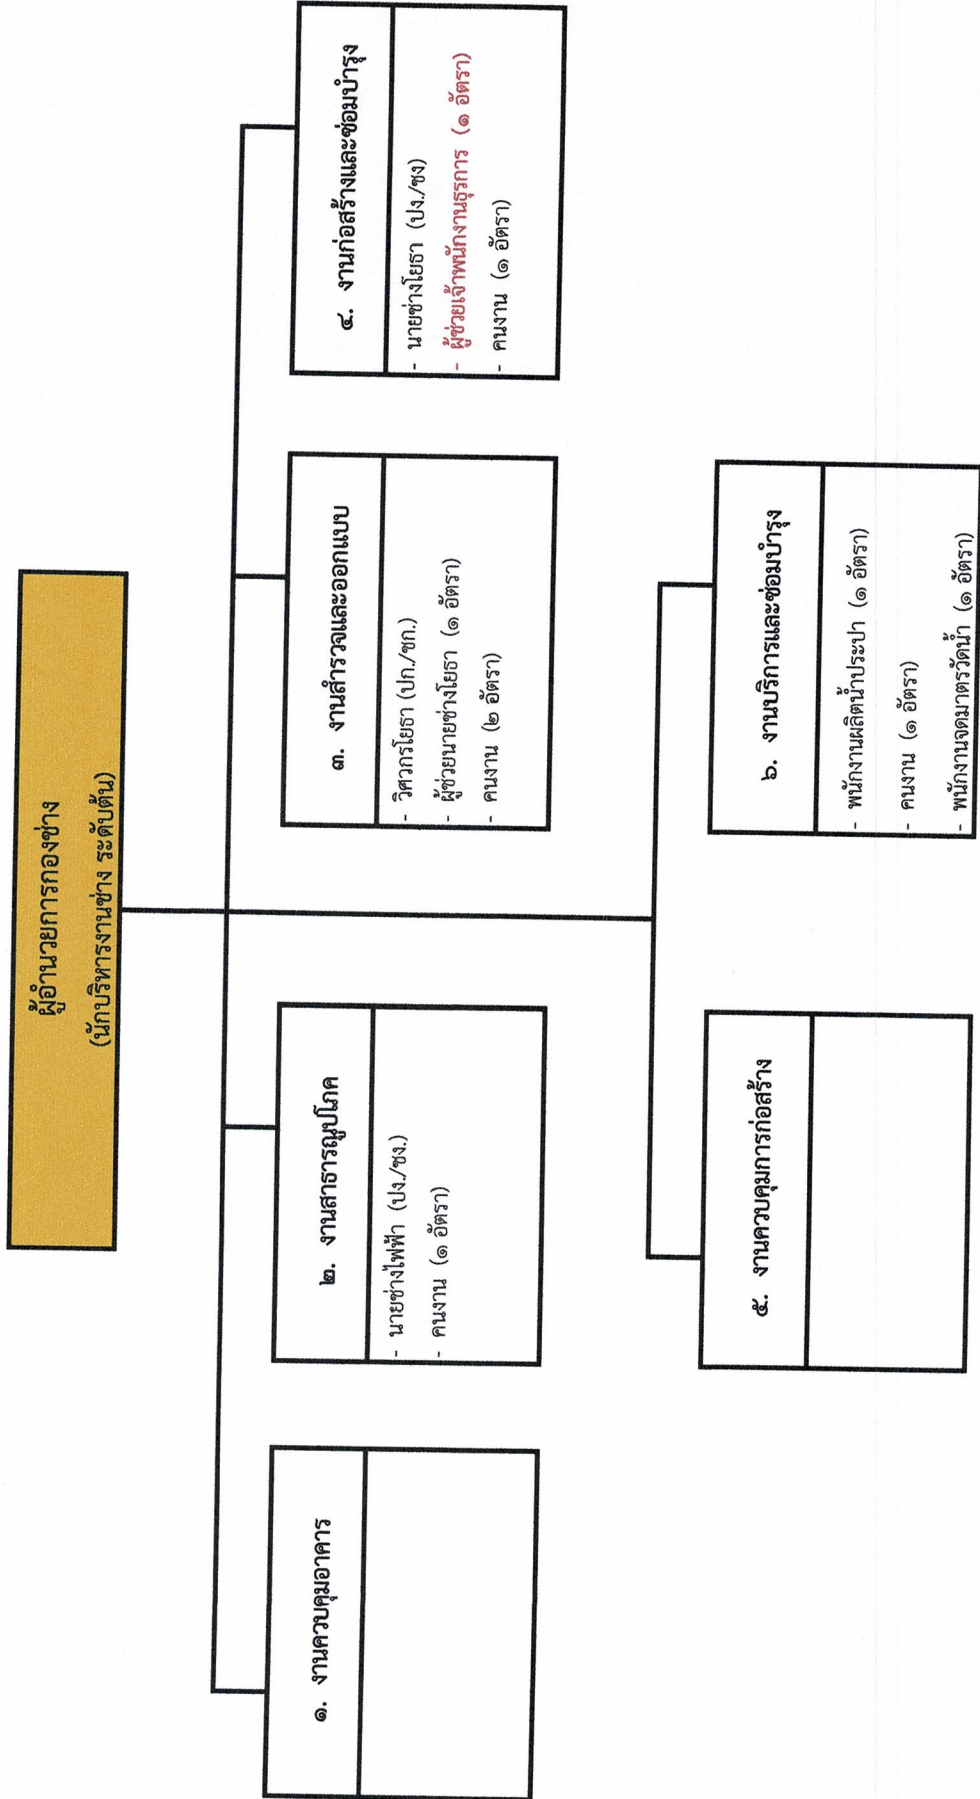 ผู้อำนวยการกองช่าง
(นักบริหารงานช่าง ระดับต้น)
๑. งานควบคุมอาคาร
๒. งานสาธารณูปโภค
- นายช่างไฟฟ้า (ปง./ชง.)
- คนงาน (๑ อัตรา)
๓. งานสำรวจและออกแบบ
- วิศวกรโยธา (ปก./ชก.)
- ผู้ช่วยนายช่างโยธา (๑ อัตรา)
- คนงาน (๒ อัตรา)
๔. งานก่อสร้างและซ่อมบำรุง
- นายช่างโยธา (ปง./ชง)
- ผู้ช่วยเจ้าพนักงานธุรการ (๑ อัตรา)
- คนงาน (๑ อัตรา)
๕. งานควบคุมการก่อสร้าง
๖. งานบริการและซ่อมบำรุง
- พนักงานผลิตน้ำประปา (๑ อัตรา)
- คนงาน (๑ อัตรา)
- พนักงานจดมาตรวัดน้ำ (๑ อัตรา)